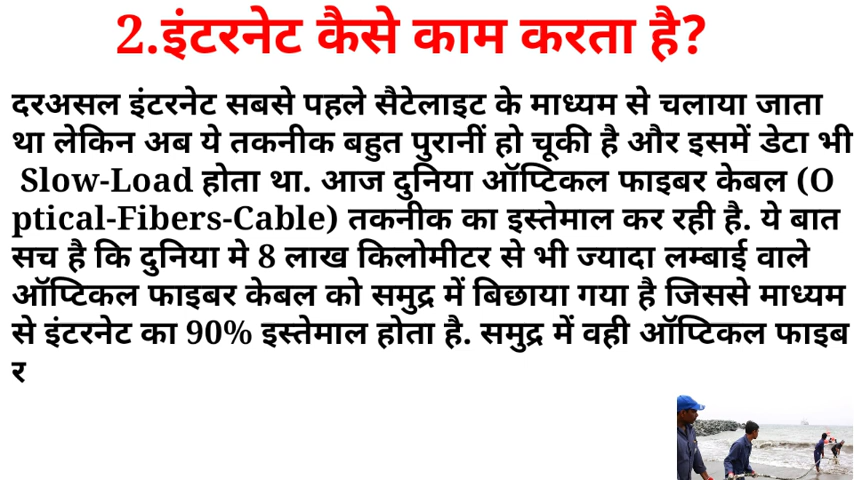 2.इंटरनेट कैसे काम करता है?
दरअसल इंटरनेट सबसे पहले सैटेलाइट के माध्यम से चलाया जाता
था लेकिन अब ये तकनीक बहुत पुरानीं हो चूकी है और इसमें डेटा भी
Slow-Load होता था. आज दुनिया ऑप्टिकल फाइबर केबल (O
ptical-Fibers-Cable) तकनीक का इस्तेमाल कर रही है. ये बात
सच है कि दुनिया मे 8 लाख किलोमीटर से भी ज्यादा लम्बाई वाले
ऑप्टिकल फाइबर केबल को समुद्र में बिछाया गया है जिससे माध्यम
से इंटरनेट का 90% इस्तेमाल होता है. समुद्र में वही ऑप्टिकल फाइब
र